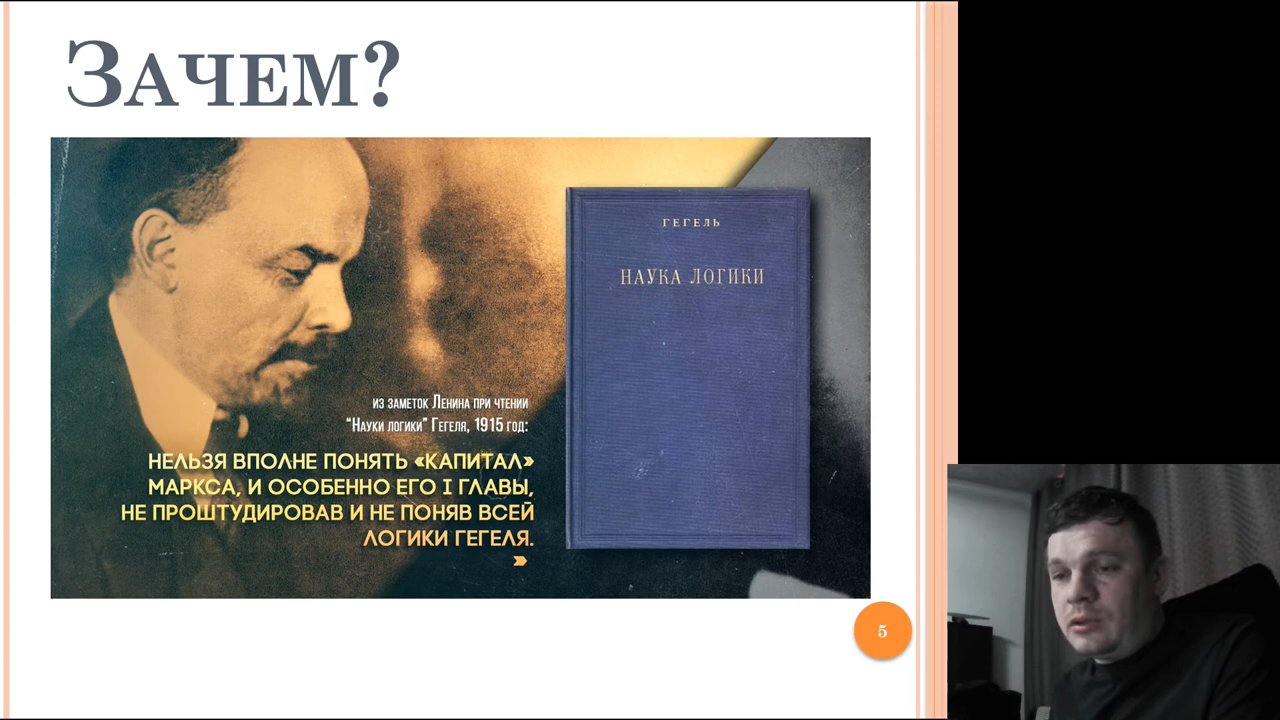 Зачем?
ГЕГЕЛЬ
НАУКА ЛОГИКИ
из заметок Ленина при чтении
“Науки логики” Гегеля, 1915 год:
НЕЛЬЗЯ ВПОЛНЕ ПОНЯТЬ «КАПИТАЛ»
МАРКСА, И ОСОБЕННО ЕГО I ГЛАВЫ,
НЕ ПРОШТУДИРОВАВ И НЕ ПОНЯВ ВСЕЙ
ЛОГИКИ ГЕГЕЛЯ.
»
5